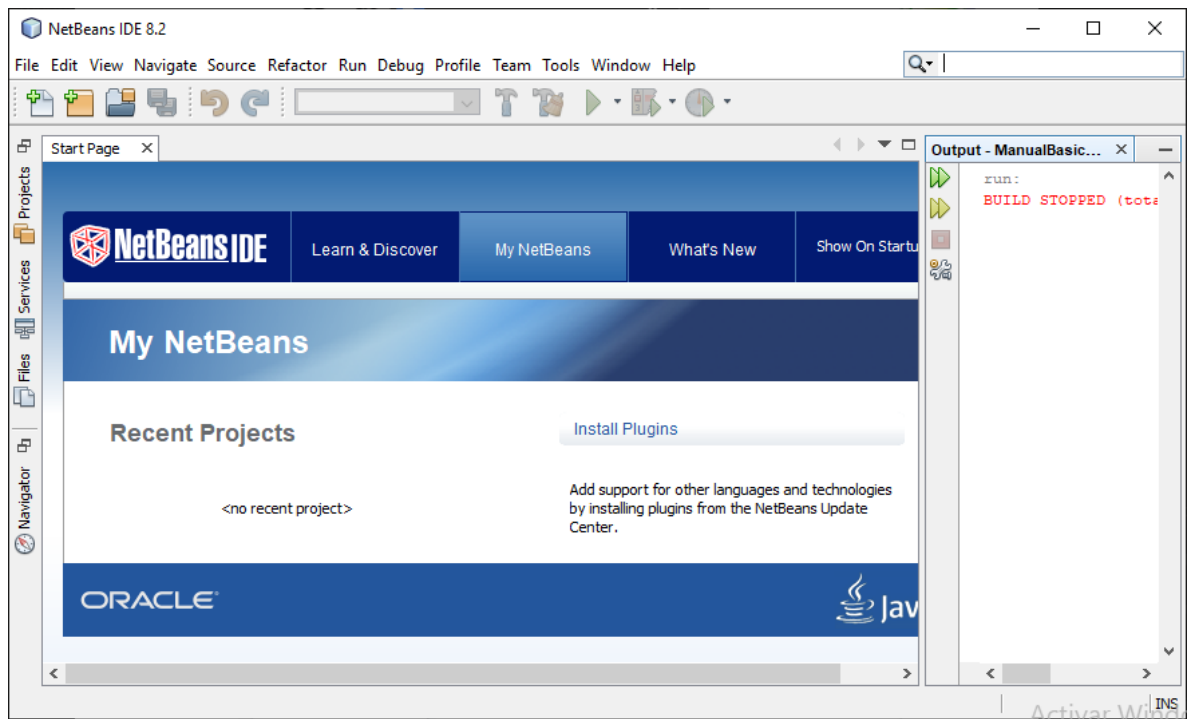 NetBeans IDE 8.2
File Edit View Navigate Source Refactor Run Debug Profile Team Tools Window Help
Start Page
Output - ManualBasic...
Projects
Services
Files
Navigator
run:
BUILD STOPPED (tota
NetBeans IDE
Learn & Discover
My NetBeans
What's New
Show On Startu
My NetBeans
Recent Projects
<no recent project>
Install Plugins
Add support for other languages and technologies
by installing plugins from the NetBeans Update
Center.
ORACLE
Jav
INS
Activar Windo